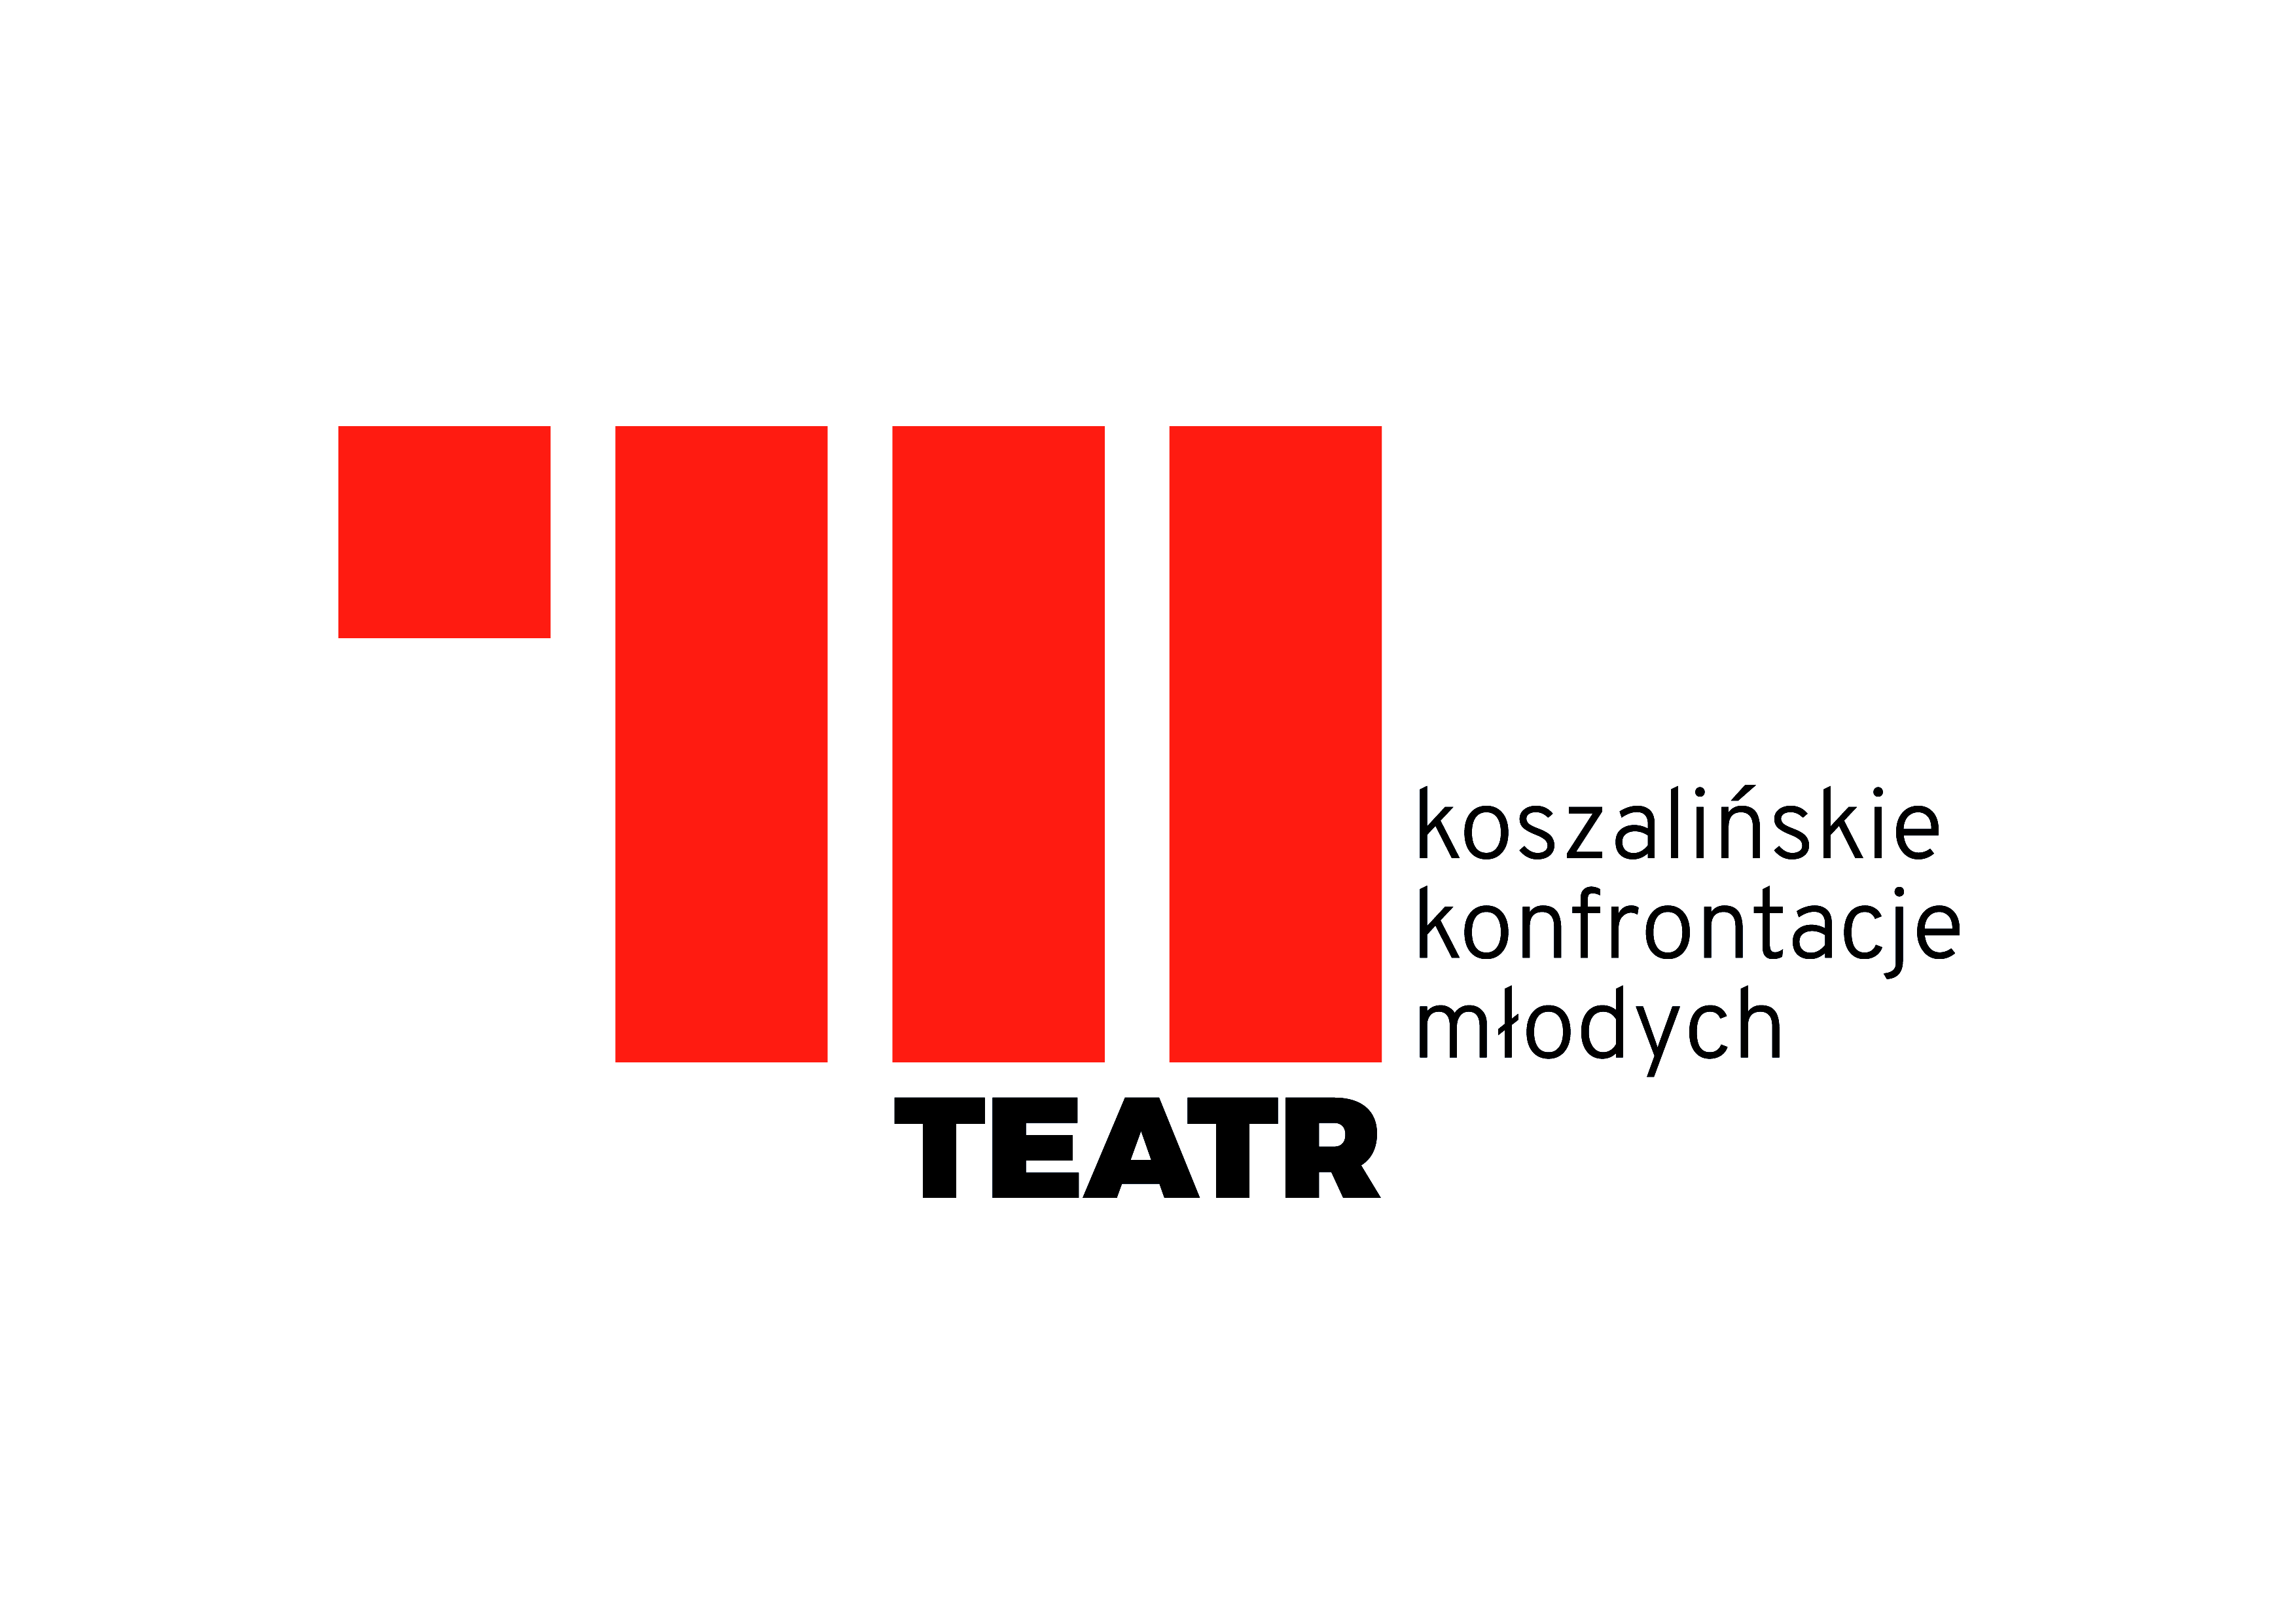 koszalińskie
konfrontacje
młodych
TEATR